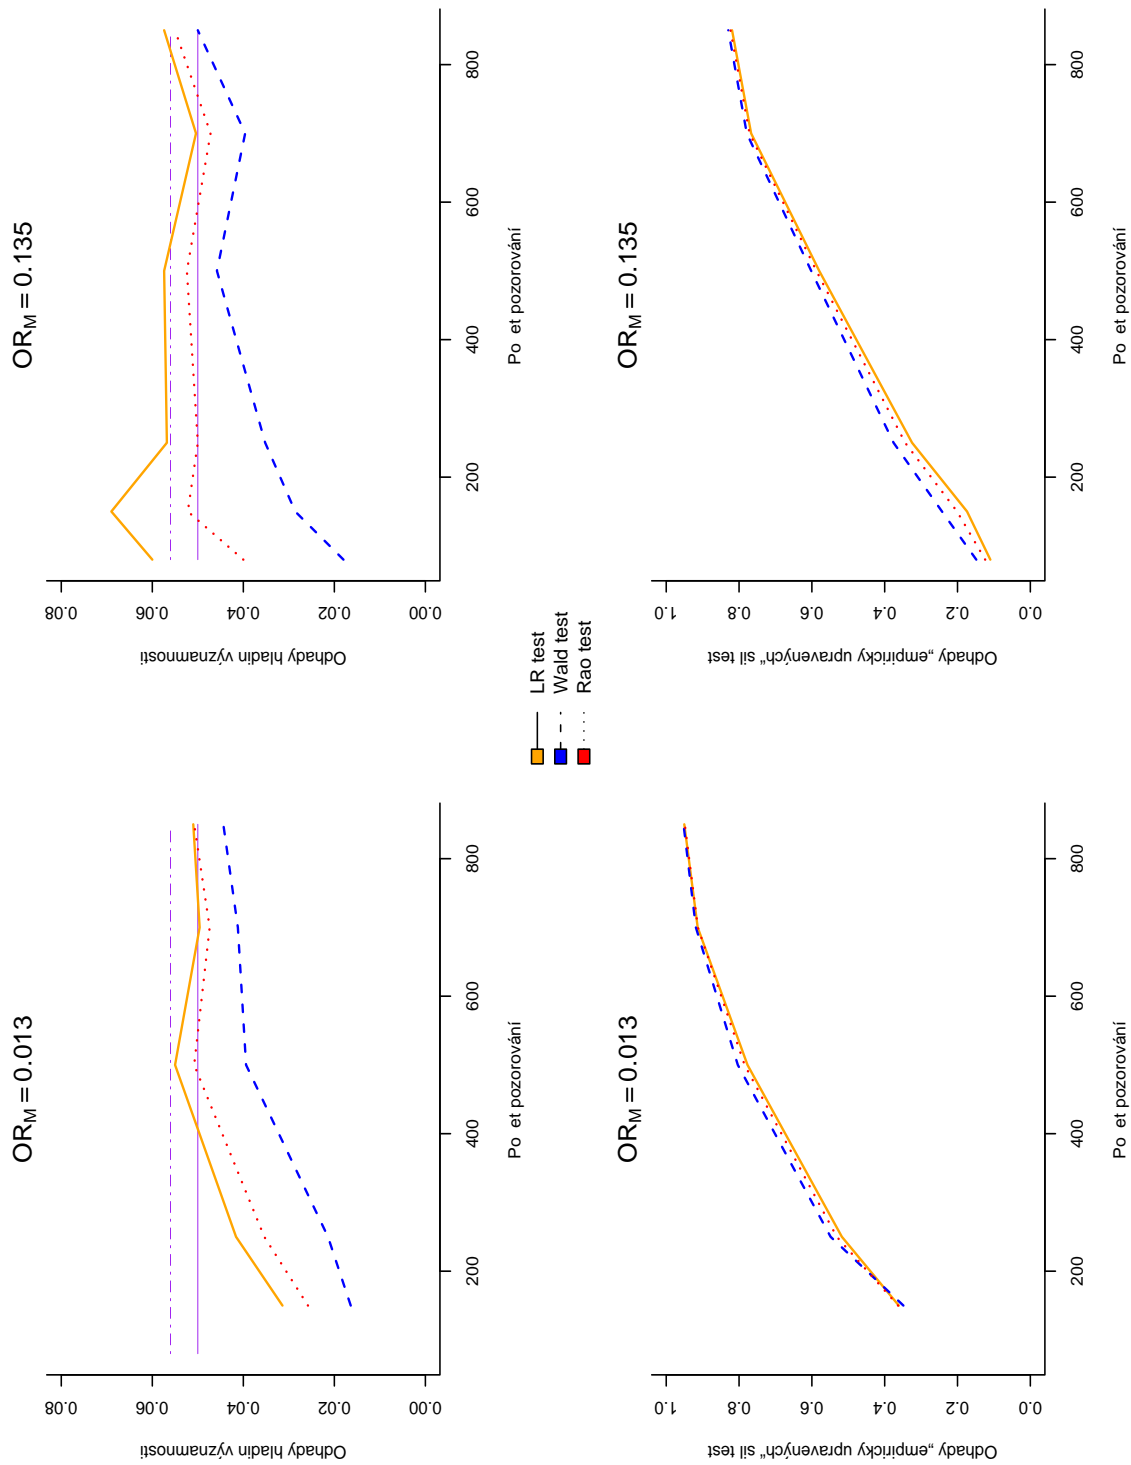 OR_M = 0.013
Odhady hladin významnosti
0.00 0.02 0.04 0.06 0.08
200 400 600 800
Po et pozorování
OR_M = 0.135
Odhady hladin významnosti
0.00 0.02 0.04 0.06 0.08
200 400 600 800
Po et pozorování
LR test
Wald test
Rao test
OR_M = 0.013
Odhady „empiricky upravených“ sil test
0.0 0.2 0.4 0.6 0.8 1.0
200 400 600 800
Po et pozorování
OR_M = 0.135
Odhady „empiricky upravených“ sil test
0.0 0.2 0.4 0.6 0.8 1.0
200 400 600 800
Po et pozorování